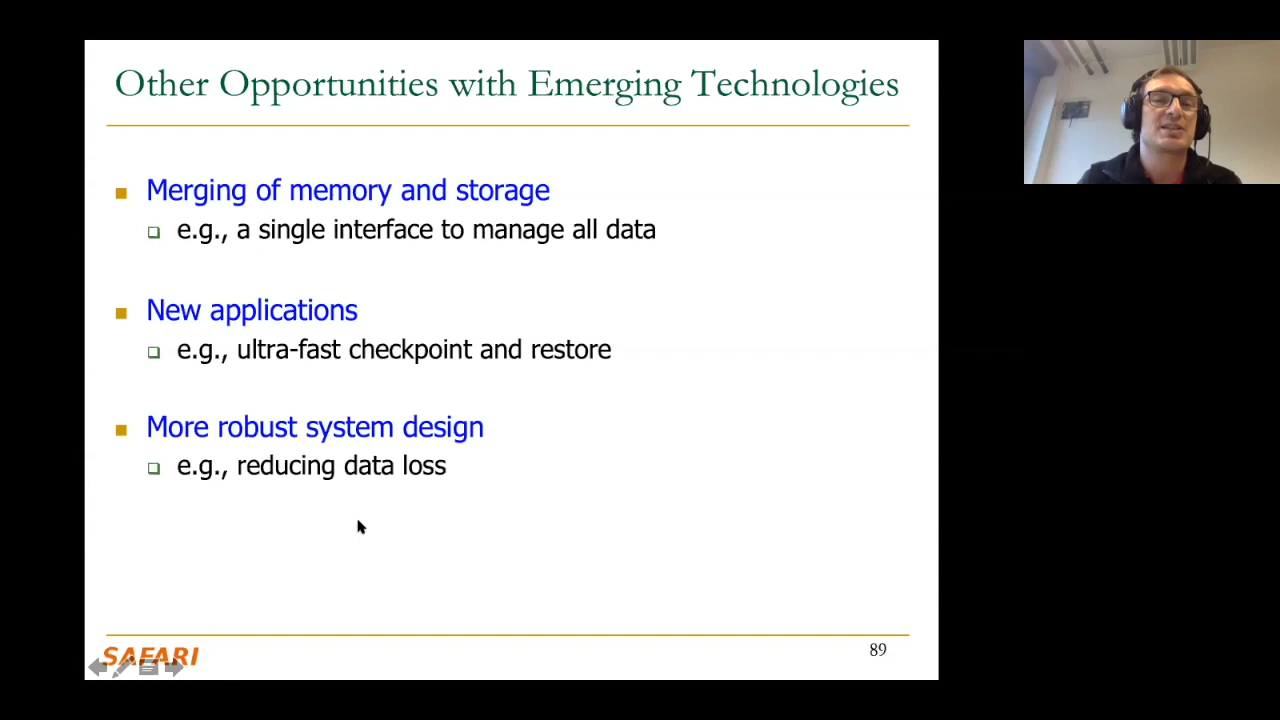 Other Opportunities with Emerging Technologies
Merging of memory and storage
e.g., a single interface to manage all data
New applications
e.g., ultra-fast checkpoint and restore
More robust system design
e.g., reducing data loss
SAFARI
89